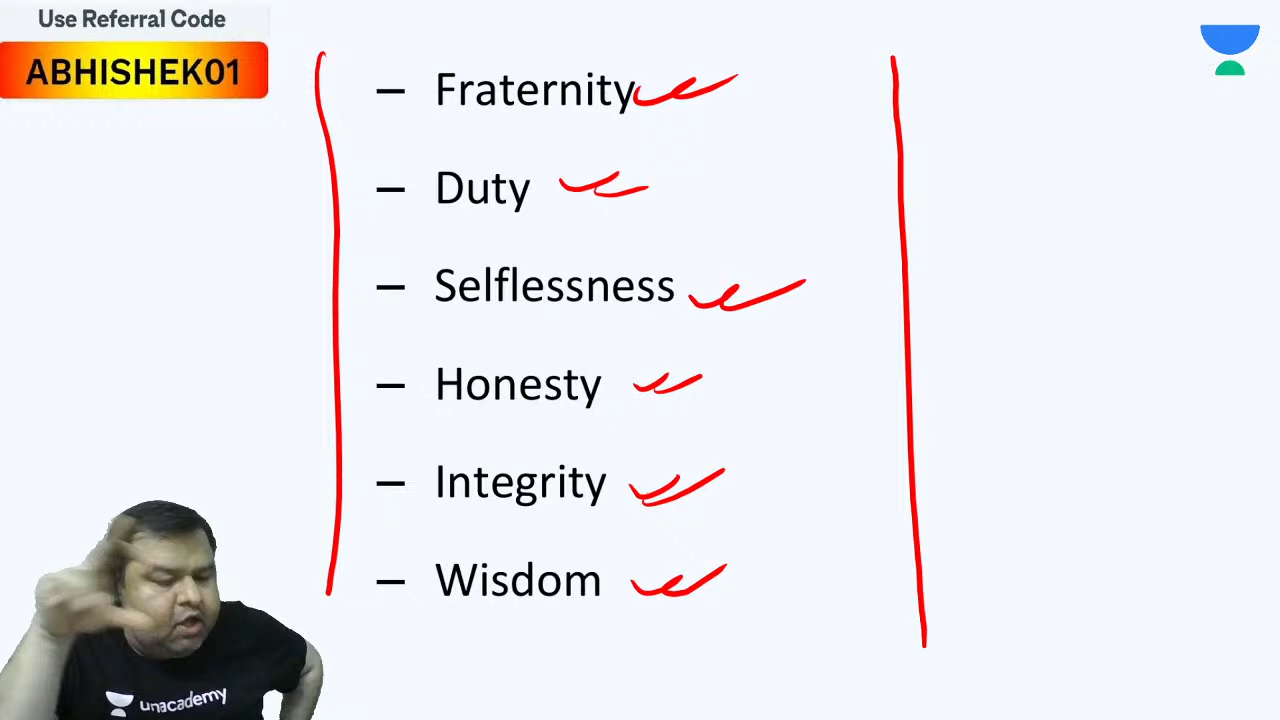 Use Referral Code
ABHISHEK01
– Fraternity
– Duty
– Selflessness
– Honesty
– Integrity
– Wisdom
unacademy